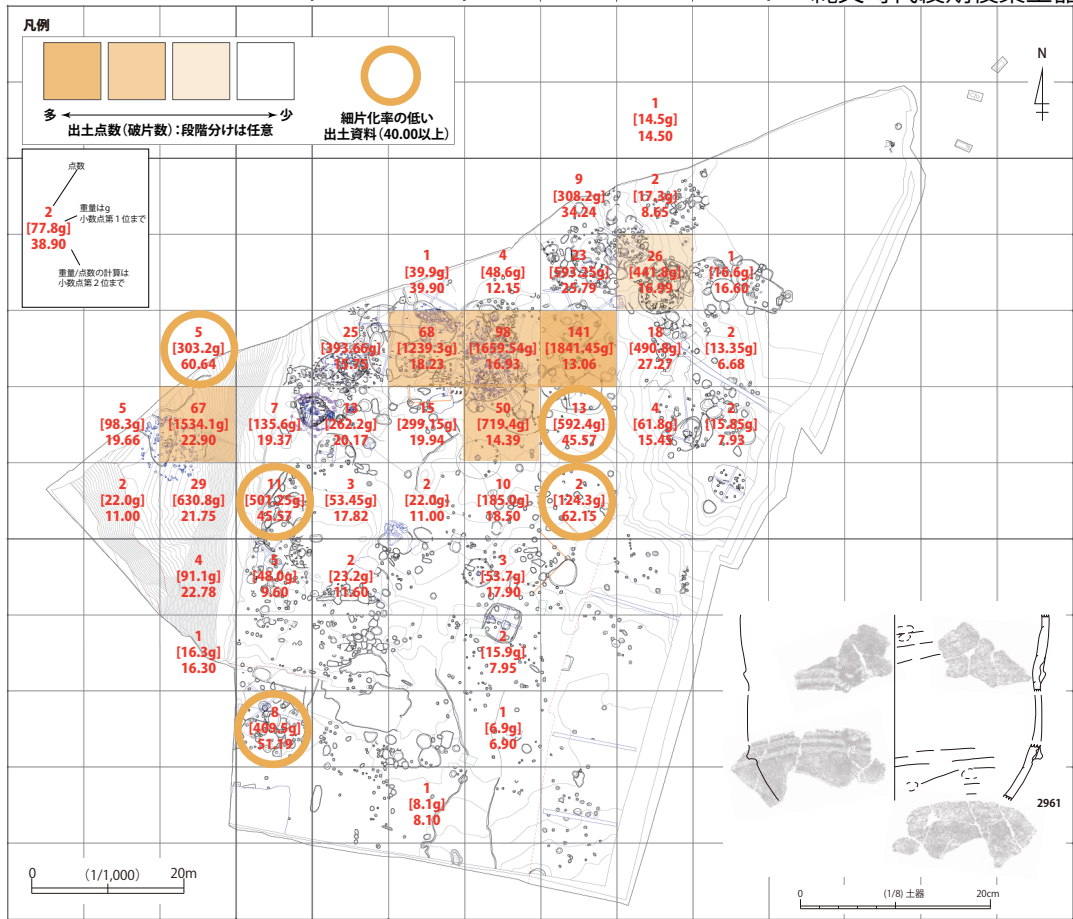 凡例
多
少
出土点数(破片数):段階分けは任意
細片化率の低い
出土資料(40.00以上)
N
点数
2
[77.8g]
38.90
重量はg
小数点第1位まで
重量/点数の計算は
小数点第2位まで
1
[14.5g]
14.50
9
[308.2g]
34.24
2
[17.3g]
8.65
1
[39.9g]
39.90
4
[48.6g]
12.15
23
[593.25g]
25.79
26
[441.8g]
16.99
1
[16.6g]
16.60
5
[303.2g]
60.64
25
[393.66g]
15.75
68
[1239.3g]
18.23
98
[1659.54g]
16.93
141
[1841.45g]
13.06
18
[490.8g]
27.27
2
[13.35g]
6.68
5
[98.3g]
19.66
67
[1534.1g]
22.90
7
[135.6g]
19.37
13
[262.2g]
20.17
15
[299.15g]
19.94
50
[719.4g]
14.39
13
[592.4g]
45.57
4
[61.8g]
15.45
2
[15.85g]
7.93
2
[22.0g]
11.00
29
[630.8g]
21.75
11
[501.25g]
45.57
3
[53.45g]
17.82
2
[22.0g]
11.00
10
[185.0g]
18.50
2
[124.3g]
62.15
4
[91.1g]
22.78
5
[48.0g]
9.60
2
[23.2g]
11.60
3
[53.7g]
17.90
1
[16.3g]
16.30
2
[15.9g]
7.95
8
[409.5g]
51.19
1
[6.9g]
6.90
1
[8.1g]
8.10
2961
0 (1/1,000) 20m
0 (1/8) 土器 20cm